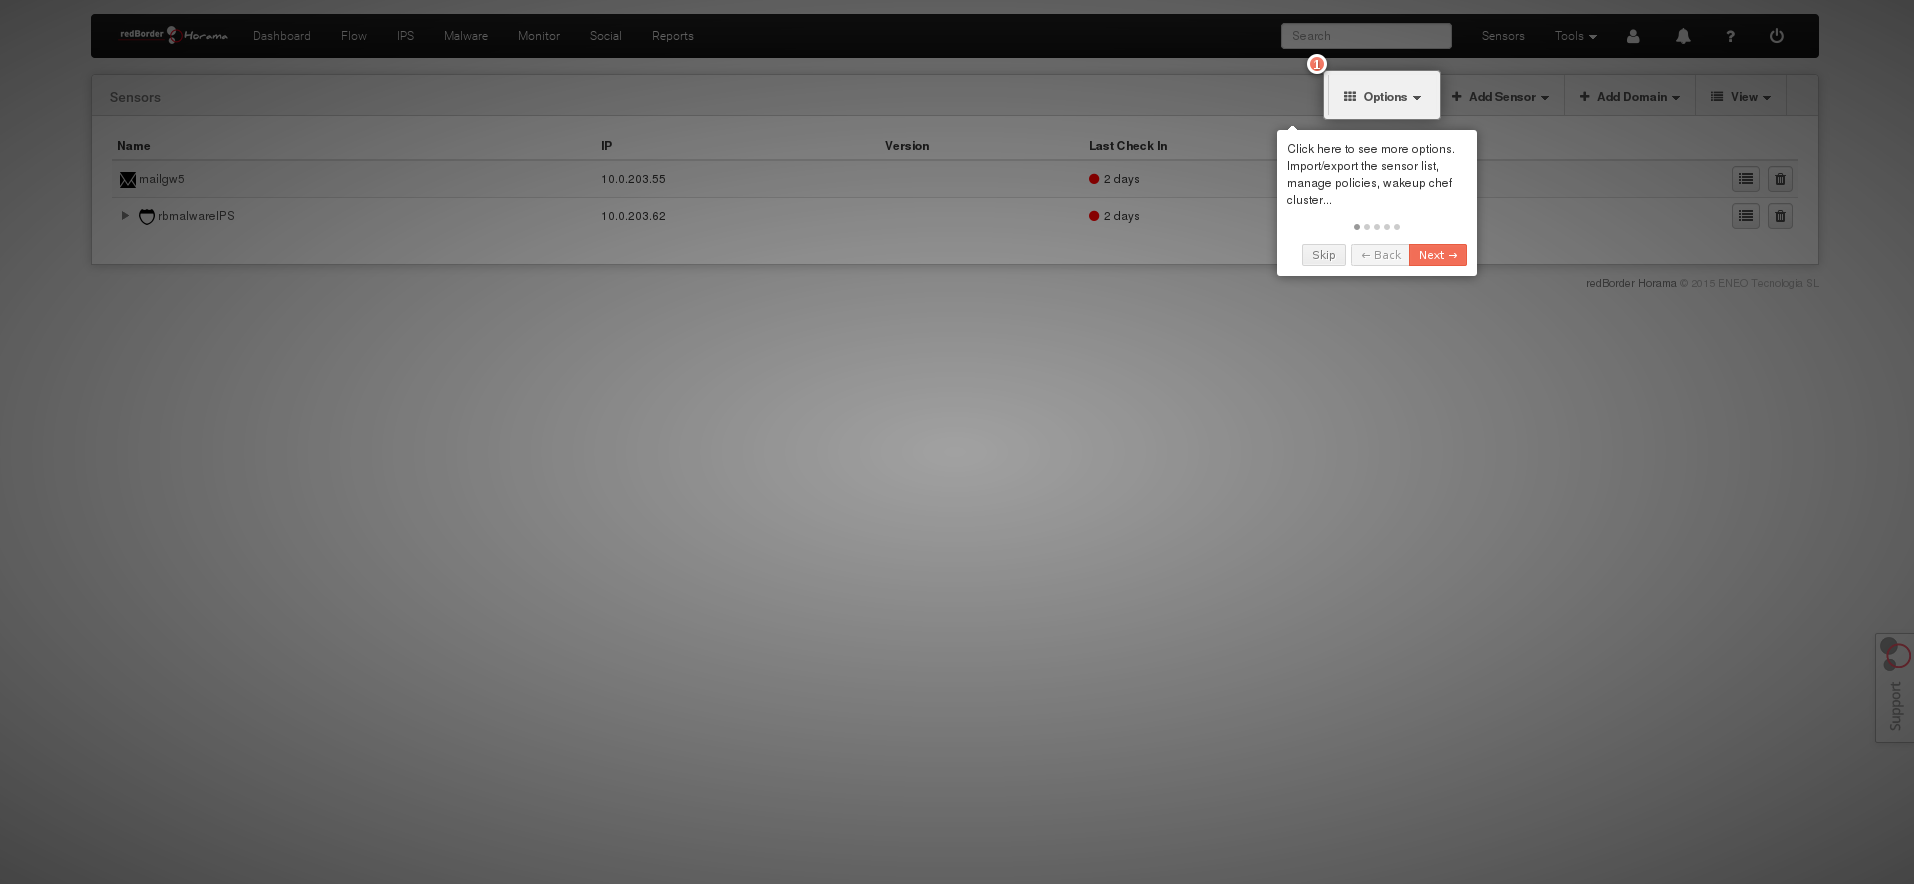 redBorder Horama Dashboard Flow IPS Malware Monitor Social Reports Search Sensors Tools ?
1
Sensors Options + Add Sensor + Add Domain View
Name IP Version Last Check In
mailgw5 10.0.203.55 2 days
rbmalwareIPS 10.0.203.62 2 days
Click here to see more options.
Import/export the sensor list,
manage policies, wakeup chef
cluster...
Skip ← Back Next →
redBorder Horama © 2015 ENEO Tecnología SL
Support